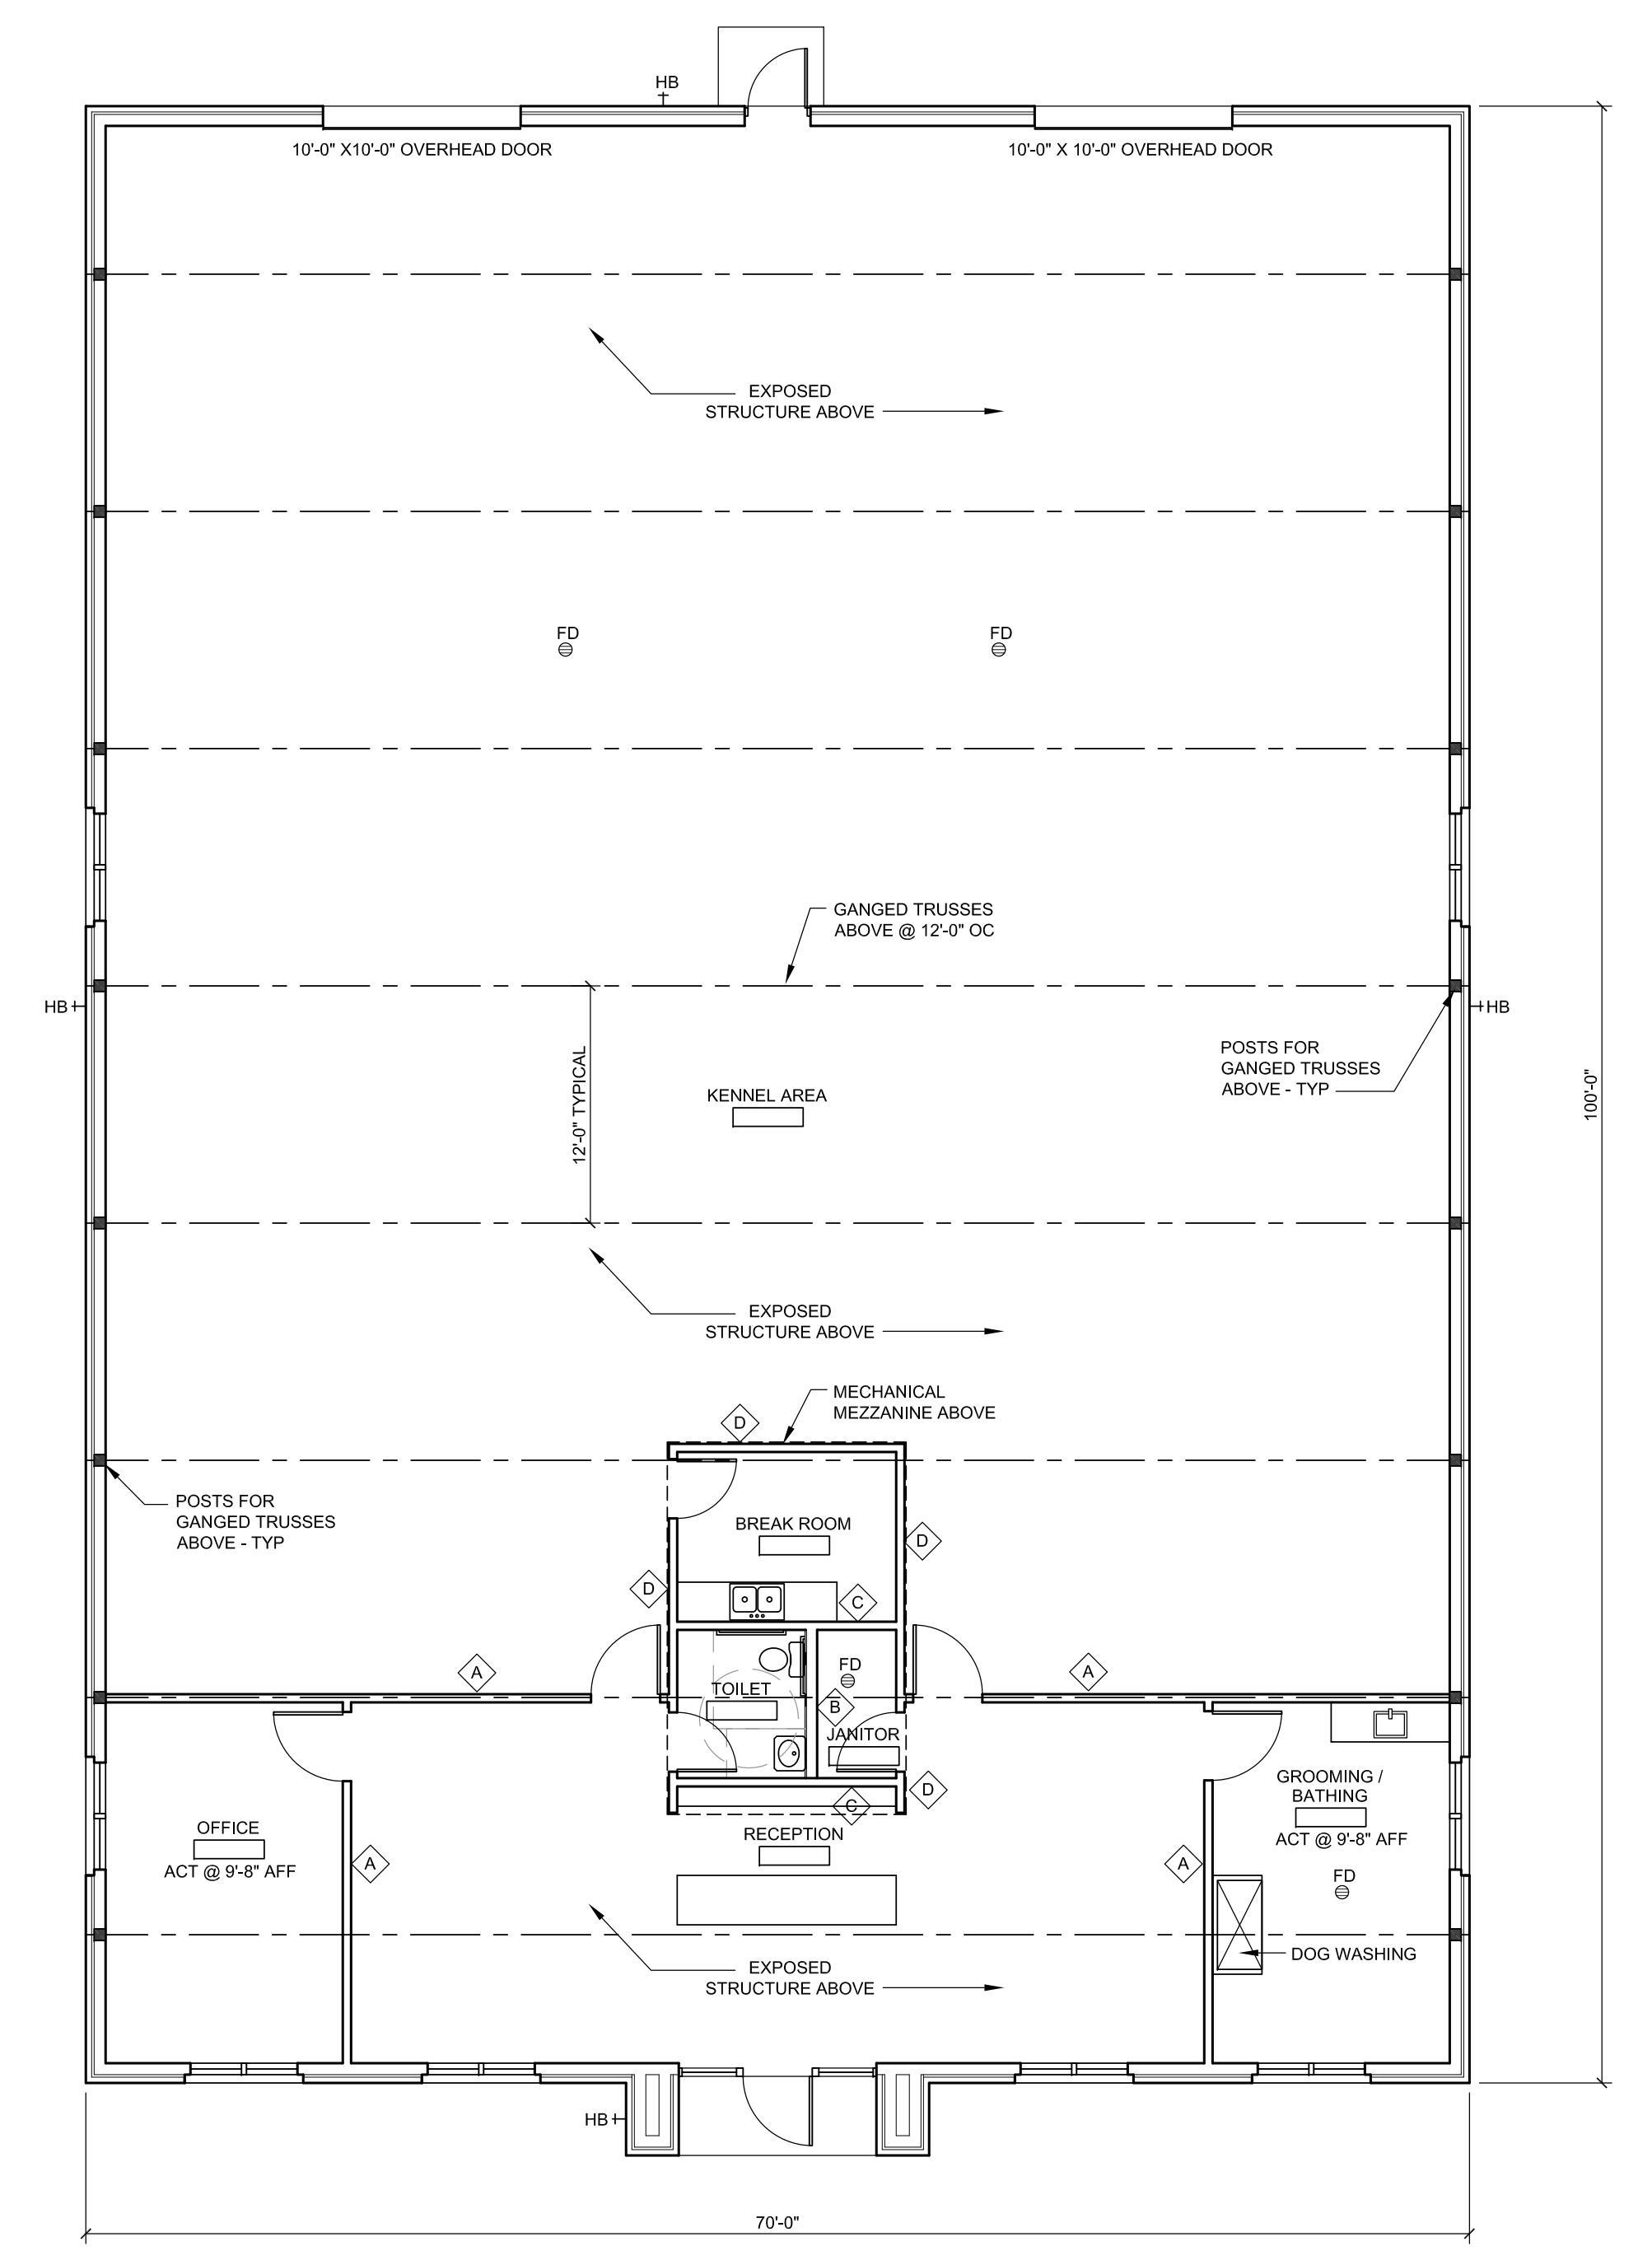 HB
10'-0" X10'-0" OVERHEAD DOOR
10'-0" X 10'-0" OVERHEAD DOOR
EXPOSED
STRUCTURE ABOVE
FD
FD
GANGED TRUSSES
ABOVE @ 12'-0" OC
HB
HB
POSTS FOR
GANGED TRUSSES
ABOVE - TYP
12'-0" TYPICAL
KENNEL AREA
100'-0"
EXPOSED
STRUCTURE ABOVE
MECHANICAL
MEZZANINE ABOVE
D
POSTS FOR
GANGED TRUSSES
ABOVE - TYP
BREAK ROOM
D
D
C
A
A
FD
TOILET
B
JANITOR
D
C
GROOMING /
BATHING
ACT @ 9'-8" AFF
OFFICE
ACT @ 9'-8" AFF
RECEPTION
A
A
FD
DOG WASHING
EXPOSED
STRUCTURE ABOVE
HB
70'-0"